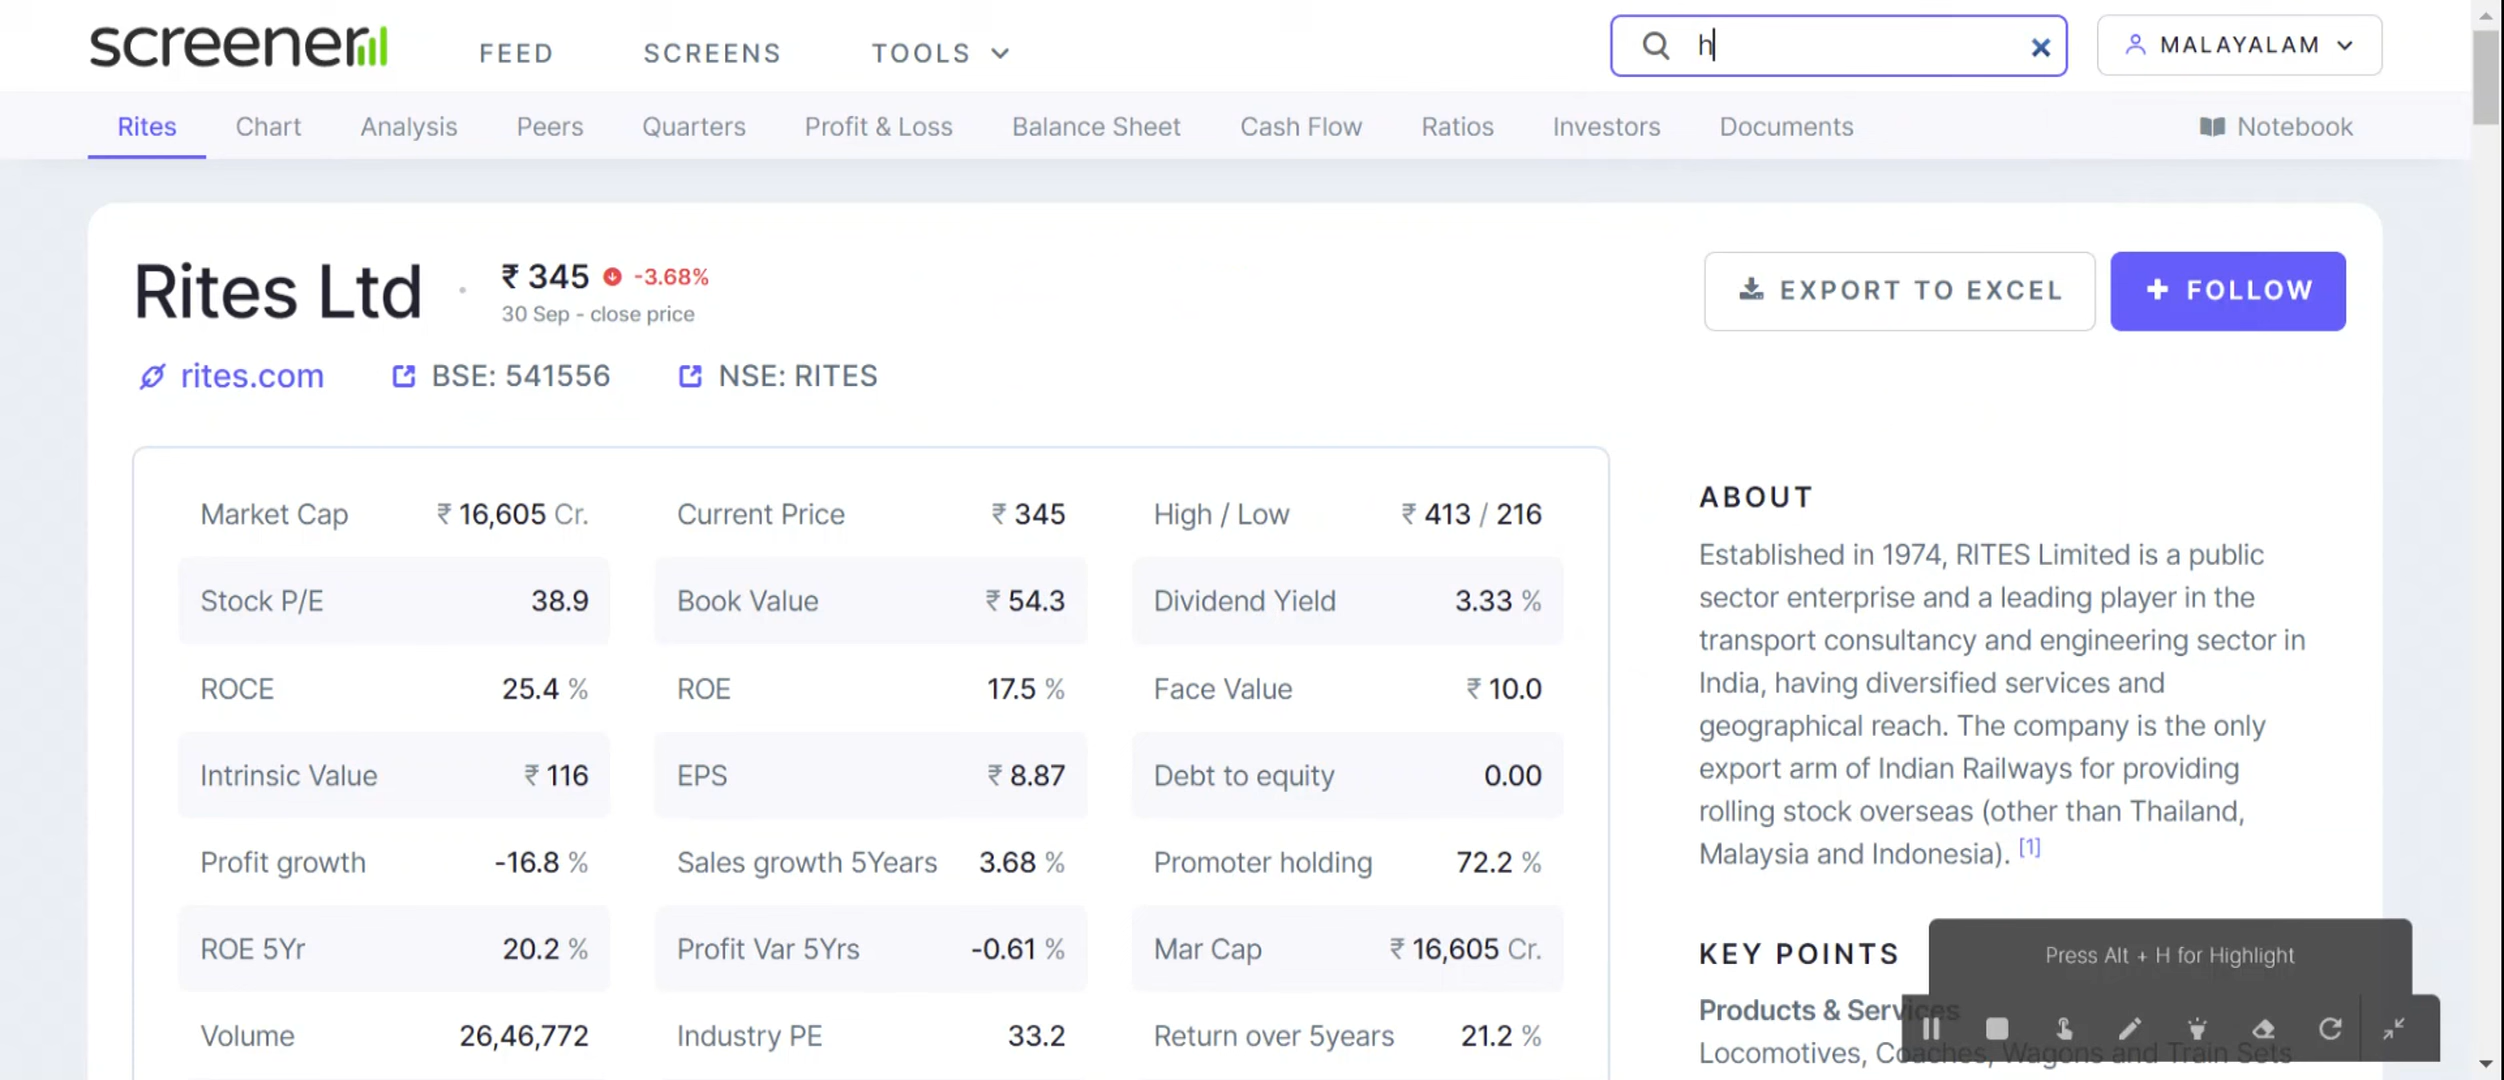 screener
FEED
SCREENS
TOOLS
h
MALAYALAM
Rites
Chart
Analysis
Peers
Quarters
Profit & Loss
Balance Sheet
Cash Flow
Ratios
Investors
Documents
Notebook
Rites Ltd
₹ 345 -3.68%
30 Sep - close price
EXPORT TO EXCEL
FOLLOW
rites.com
BSE: 541556
NSE: RITES
Market Cap ₹ 16,605 Cr.
Current Price ₹ 345
High / Low ₹ 413 / 216
Stock P/E 38.9
Book Value ₹ 54.3
Dividend Yield 3.33 %
ROCE 25.4 %
ROE 17.5 %
Face Value ₹ 10.0
Intrinsic Value ₹ 116
EPS ₹ 8.87
Debt to equity 0.00
Profit growth -16.8 %
Sales growth 5Years 3.68 %
Promoter holding 72.2 %
ROE 5Yr 20.2 %
Profit Var 5Yrs -0.61 %
Mar Cap ₹ 16,605 Cr.
Volume 26,46,772
Industry PE 33.2
Return over 5years 21.2 %
ABOUT
Established in 1974, RITES Limited is a public
sector enterprise and a leading player in the
transport consultancy and engineering sector in
India, having diversified services and
geographical reach. The company is the only
export arm of Indian Railways for providing
rolling stock overseas (other than Thailand,
Malaysia and Indonesia). [1]
KEY POINTS
Products & Services
Locomotives, Coaches, Wagons and Train Sets
Press Alt + H for Highlight